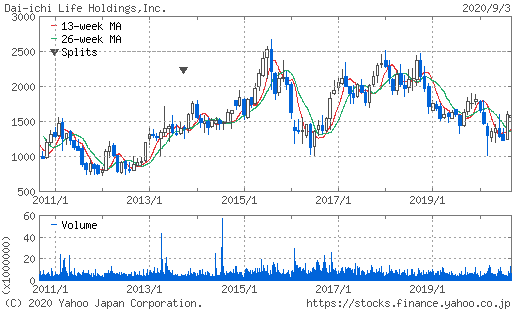 Dai-ichi Life Holdings,Inc. 2020/9/3
3000
13-week MA
26-week MA
Splits
2500
2000
1500
1000
500
2011/1 2013/1 2015/1 2017/1 2019/1
60
Volume
40
20
0
(x1000000)
2011/1 2013/1 2015/1 2017/1 2019/1
(C) 2020 Yahoo Japan Corporation. https://stocks.finance.yahoo.co.jp